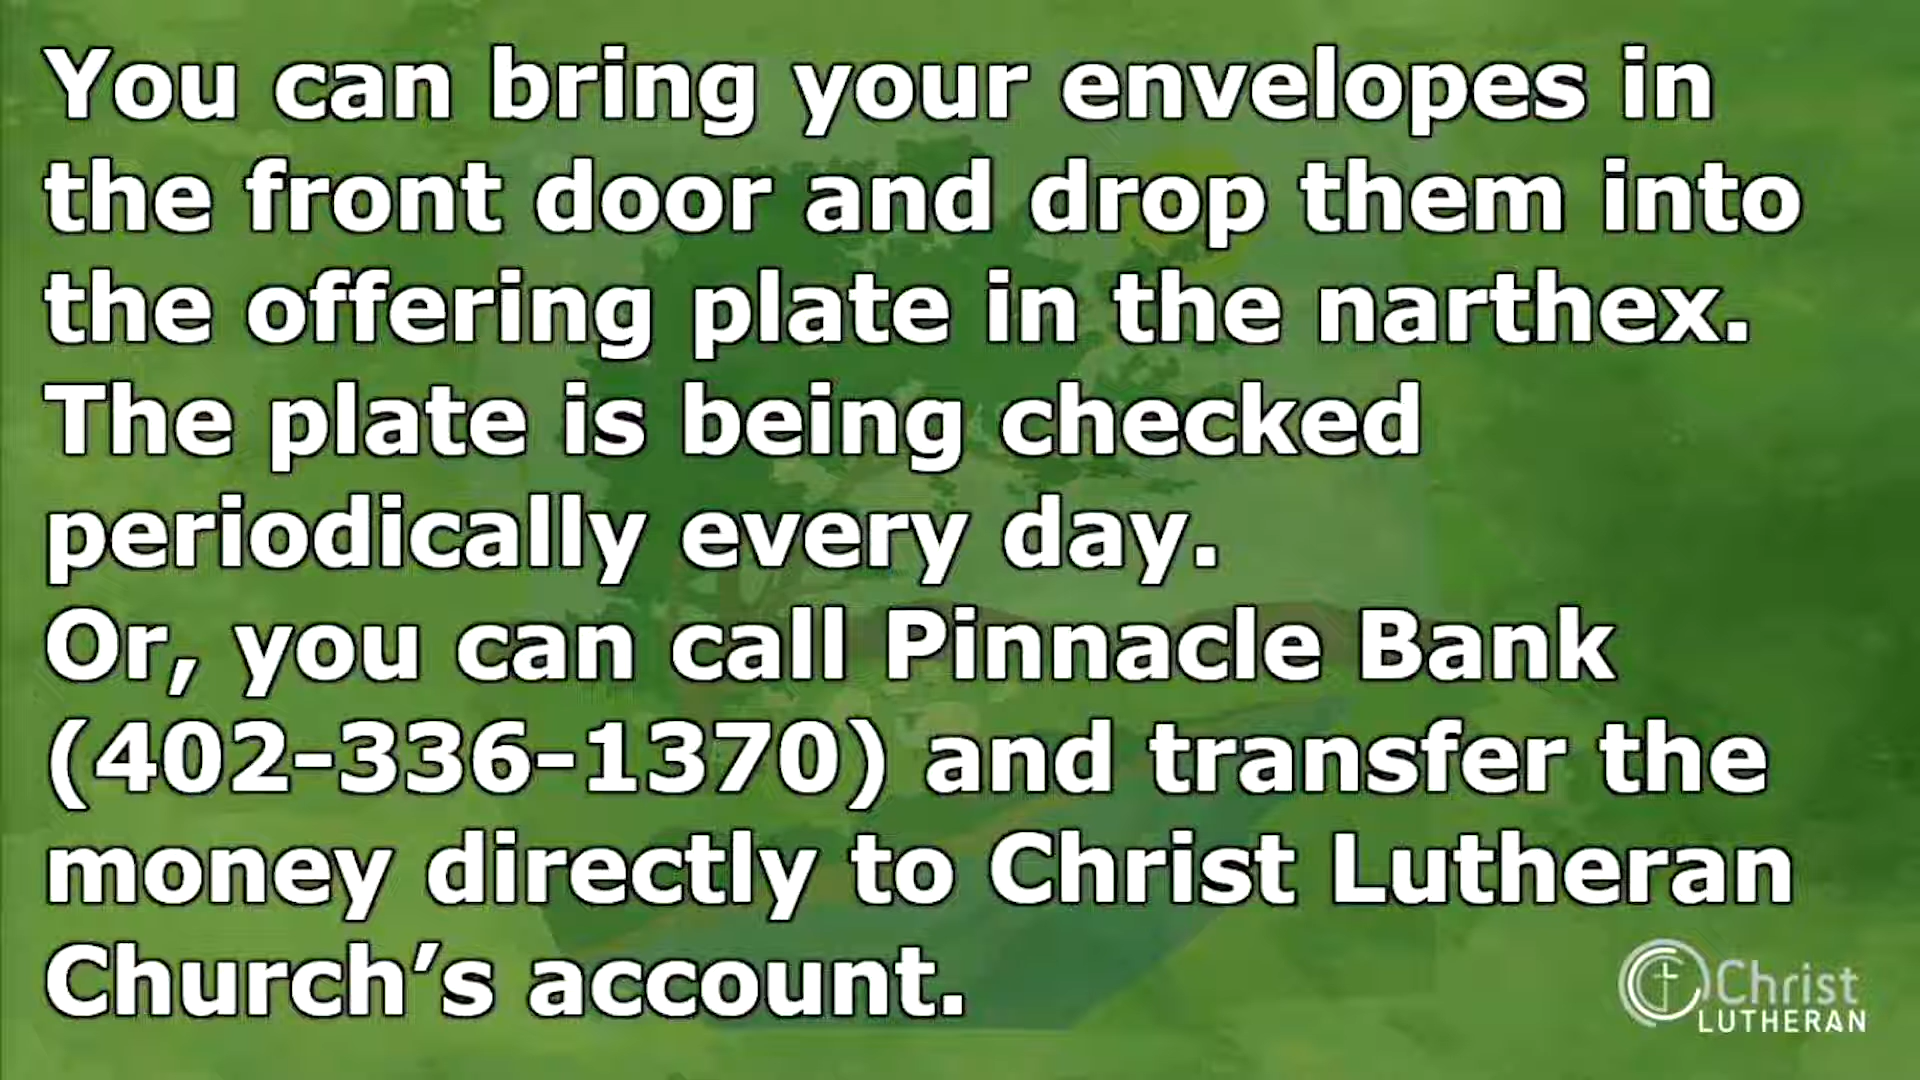 You can bring your envelopes in
the front door and drop them into
the offering plate in the narthex.
The plate is being checked
periodically every day.
Or, you can call Pinnacle Bank
(402-336-1370) and transfer the
money directly to Christ Lutheran
Church’s account.
Christ
LUTHERAN